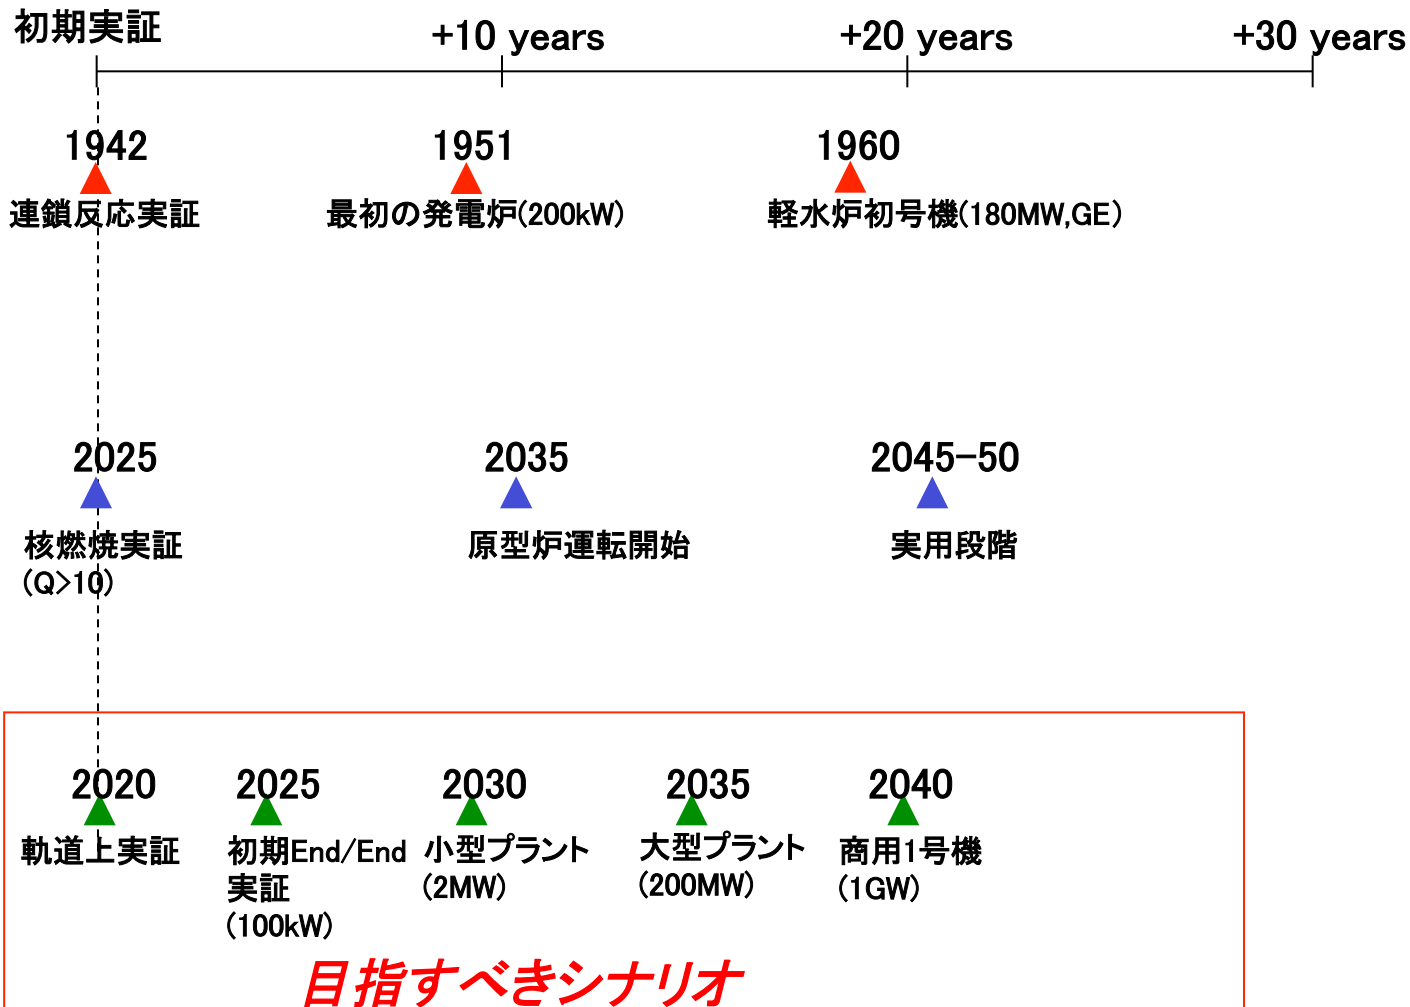 初期実証 +10 years +20 years +30 years
1942 1951 1960
連鎖反応実証 最初の発電炉(200kW) 軽水炉初号機(180MW,GE)
2025 2035 2045-50
核燃焼実証 原型炉運転開始 実用段階
(Q>10)
2020 2025 2030 2035 2040
軌道上実証 初期End/End 小型プラント 大型プラント 商用1号機
実証 (2MW) (200MW) (1GW)
(100kW)
目指すべきシナリオ